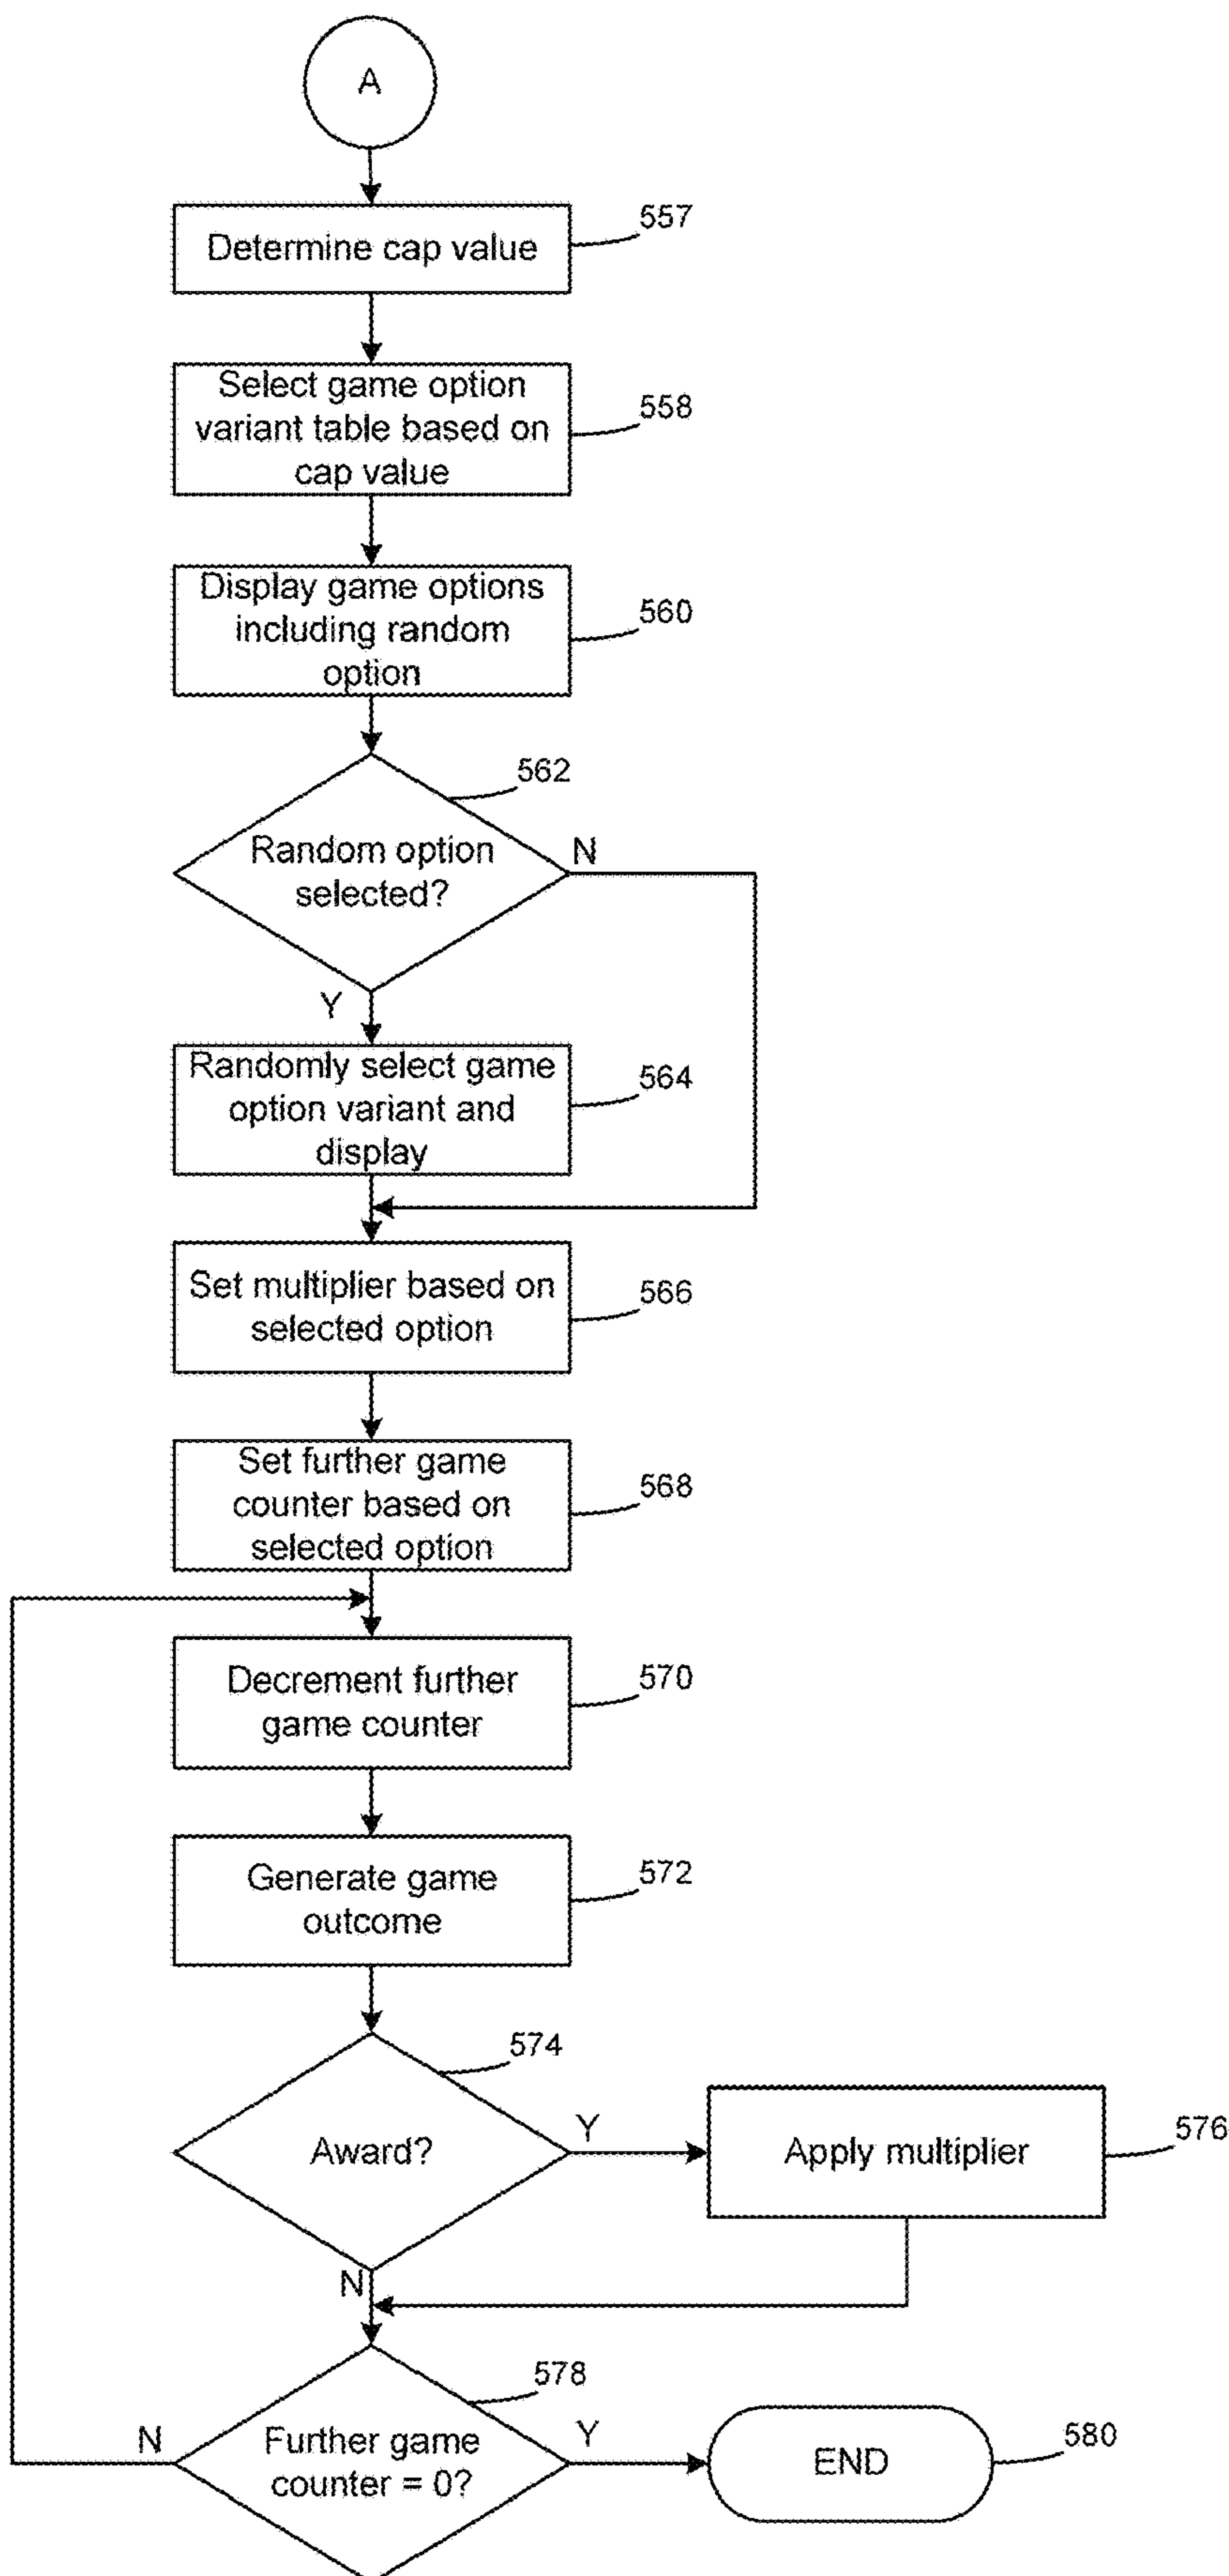 A
Determine cap value
557
Select game option
variant table based on
cap value
558
Display game options
including random
option
560
562
Random option
selected?
N
Y
Randomly select game
option variant and
display
564
Set multiplier based on
selected option
566
Set further game
counter based on
selected option
568
Decrement further
game counter
570
Generate game
outcome
572
574
Award?
Y
Apply multiplier
576
N
578
Further game
counter = 0?
N
Y
END
580